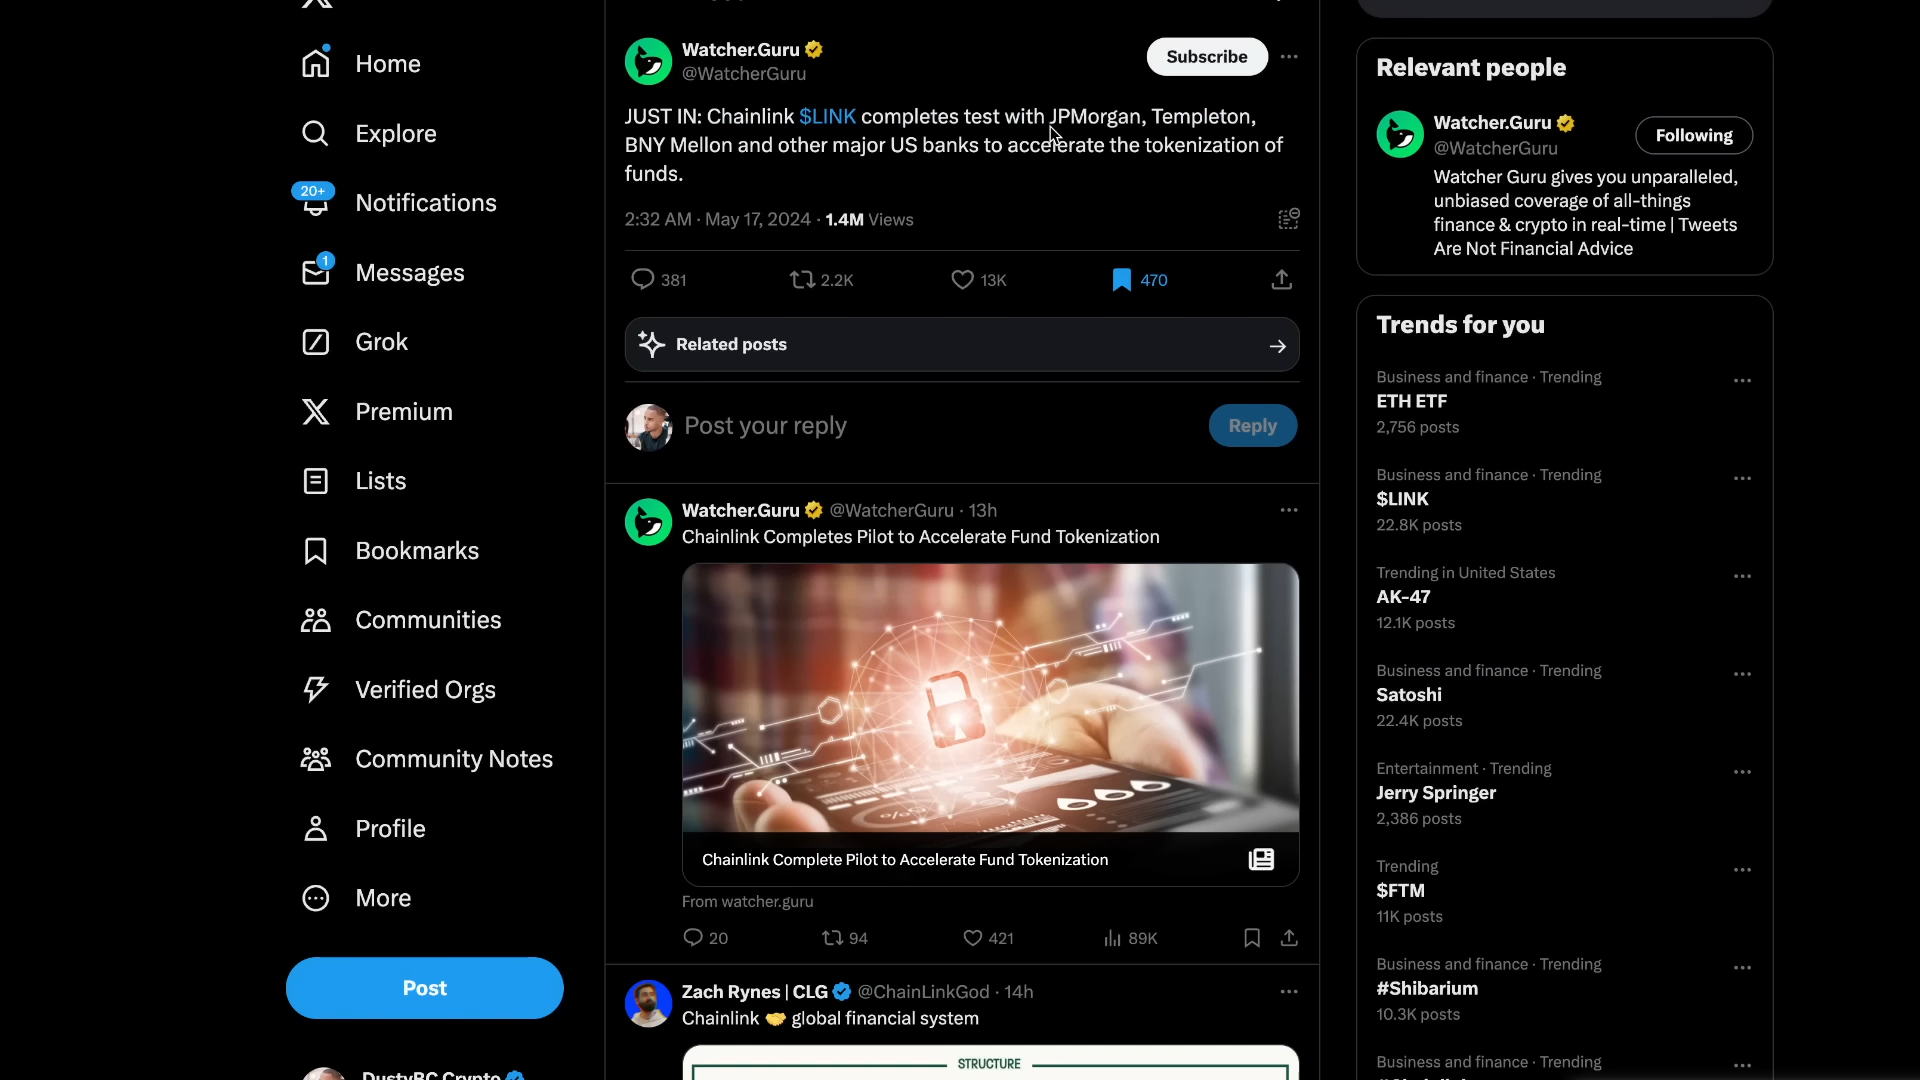 Home
Explore
20+
Notifications
1
Messages
Grok
Premium
Lists
Bookmarks
Communities
Verified Orgs
Community Notes
Profile
More
Post
DustyBC Crypto
Watcher.Guru
@WatcherGuru
Subscribe
JUST IN: Chainlink $LINK completes test with JPMorgan, Templeton,
BNY Mellon and other major US banks to accelerate the tokenization of
funds.
2:32 AM · May 17, 2024 · 1.4M Views
381 2.2K 13K 470
Related posts
Post your reply
Reply
Watcher.Guru @WatcherGuru · 13h
Chainlink Completes Pilot to Accelerate Fund Tokenization
Chainlink Complete Pilot to Accelerate Fund Tokenization
From watcher.guru
20 94 421 89K
Zach Rynes | CLG @ChainLinkGod · 14h
Chainlink 🤝 global financial system
STRUCTURE
Relevant people
Watcher.Guru
@WatcherGuru
Following
Watcher Guru gives you unparalleled,
unbiased coverage of all-things
finance & crypto in real-time | Tweets
Are Not Financial Advice
Trends for you
Business and finance · Trending
ETH ETF
2,756 posts
Business and finance · Trending
$LINK
22.8K posts
Trending in United States
AK-47
12.1K posts
Business and finance · Trending
Satoshi
22.4K posts
Entertainment · Trending
Jerry Springer
2,386 posts
Trending
$FTM
11K posts
Business and finance · Trending
#Shibarium
10.3K posts
Business and finance · Trending